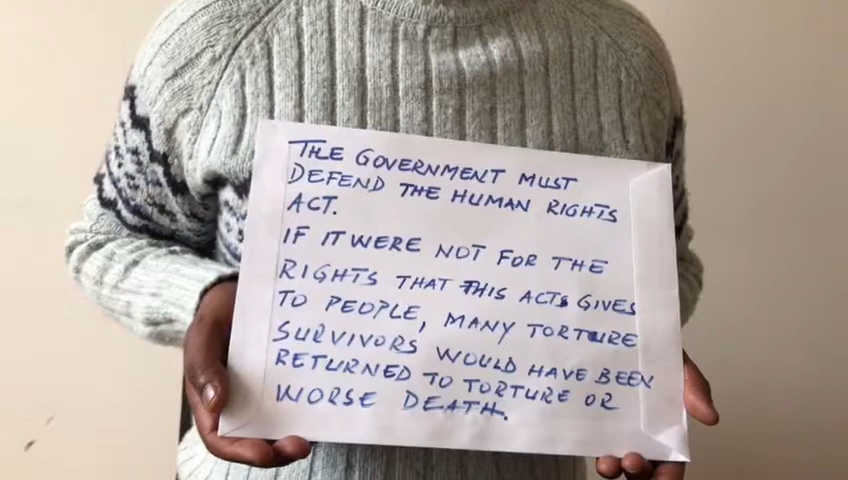 THE GOVERNMENT MUST
DEFEND THE HUMAN RIGHTS
ACT.
IF IT WERE NOT FOR THE
RIGHTS THAT THIS ACTS GIVES
TO PEOPLE, MANY TORTURE
SURVIVORS WOULD HAVE BEEN
RETURNED TO TORTURE OR
WORSE DEATH.